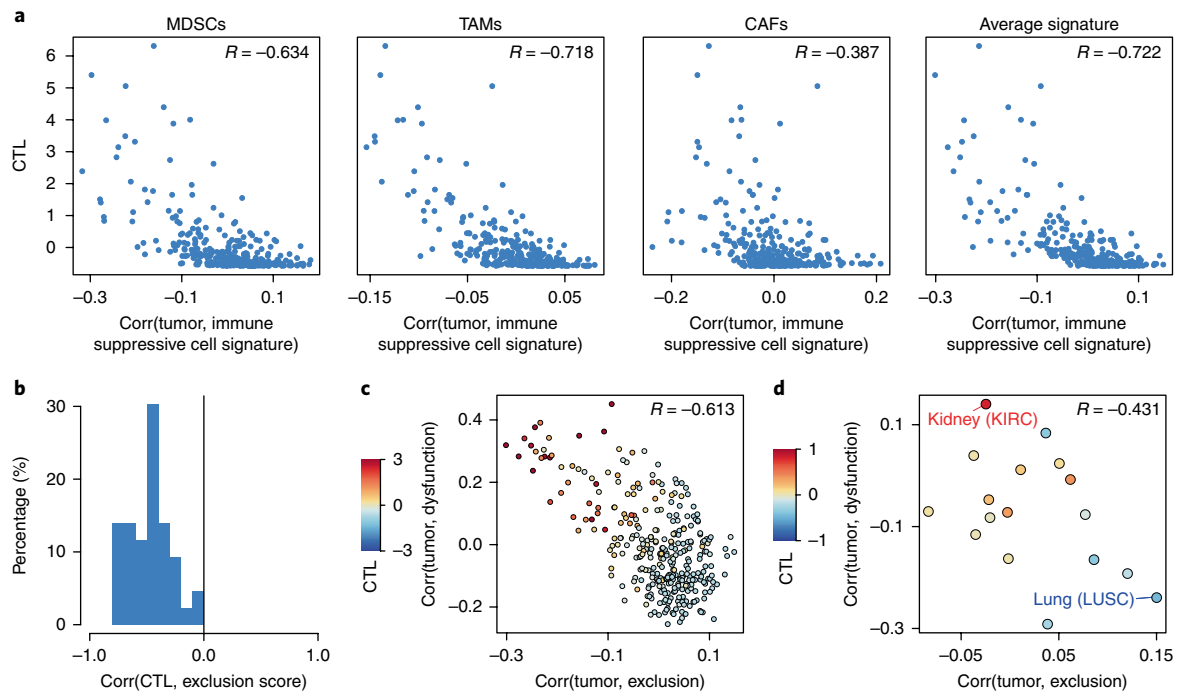 a
MDSCs
TAMs
CAFs
Average signature
R = −0.634
R = −0.718
R = −0.387
R = −0.722
CTL
6
5
4
3
2
1
0
−0.3
−0.1
0.1
−0.15
−0.05
0.05
−0.2
0.0
0.2
−0.3
−0.1
0.1
Corr(tumor, immune
suppressive cell signature)
Corr(tumor, immune
suppressive cell signature)
Corr(tumor, immune
suppressive cell signature)
Corr(tumor, immune
suppressive cell signature)
b
Percentage (%)
30
20
10
0
−1.0
0.0
1.0
Corr(CTL, exclusion score)
c
CTL
3
0
−3
Corr(tumor, dysfunction)
0.4
0.2
0.0
−0.2
R = −0.613
−0.3
−0.1
0.1
Corr(tumor, exclusion)
d
CTL
1
0
−1
Corr(tumor, dysfunction)
0.1
−0.1
−0.3
R = −0.431
Kidney (KIRC)
Lung (LUSC)
−0.05
0.05
0.15
Corr(tumor, exclusion)